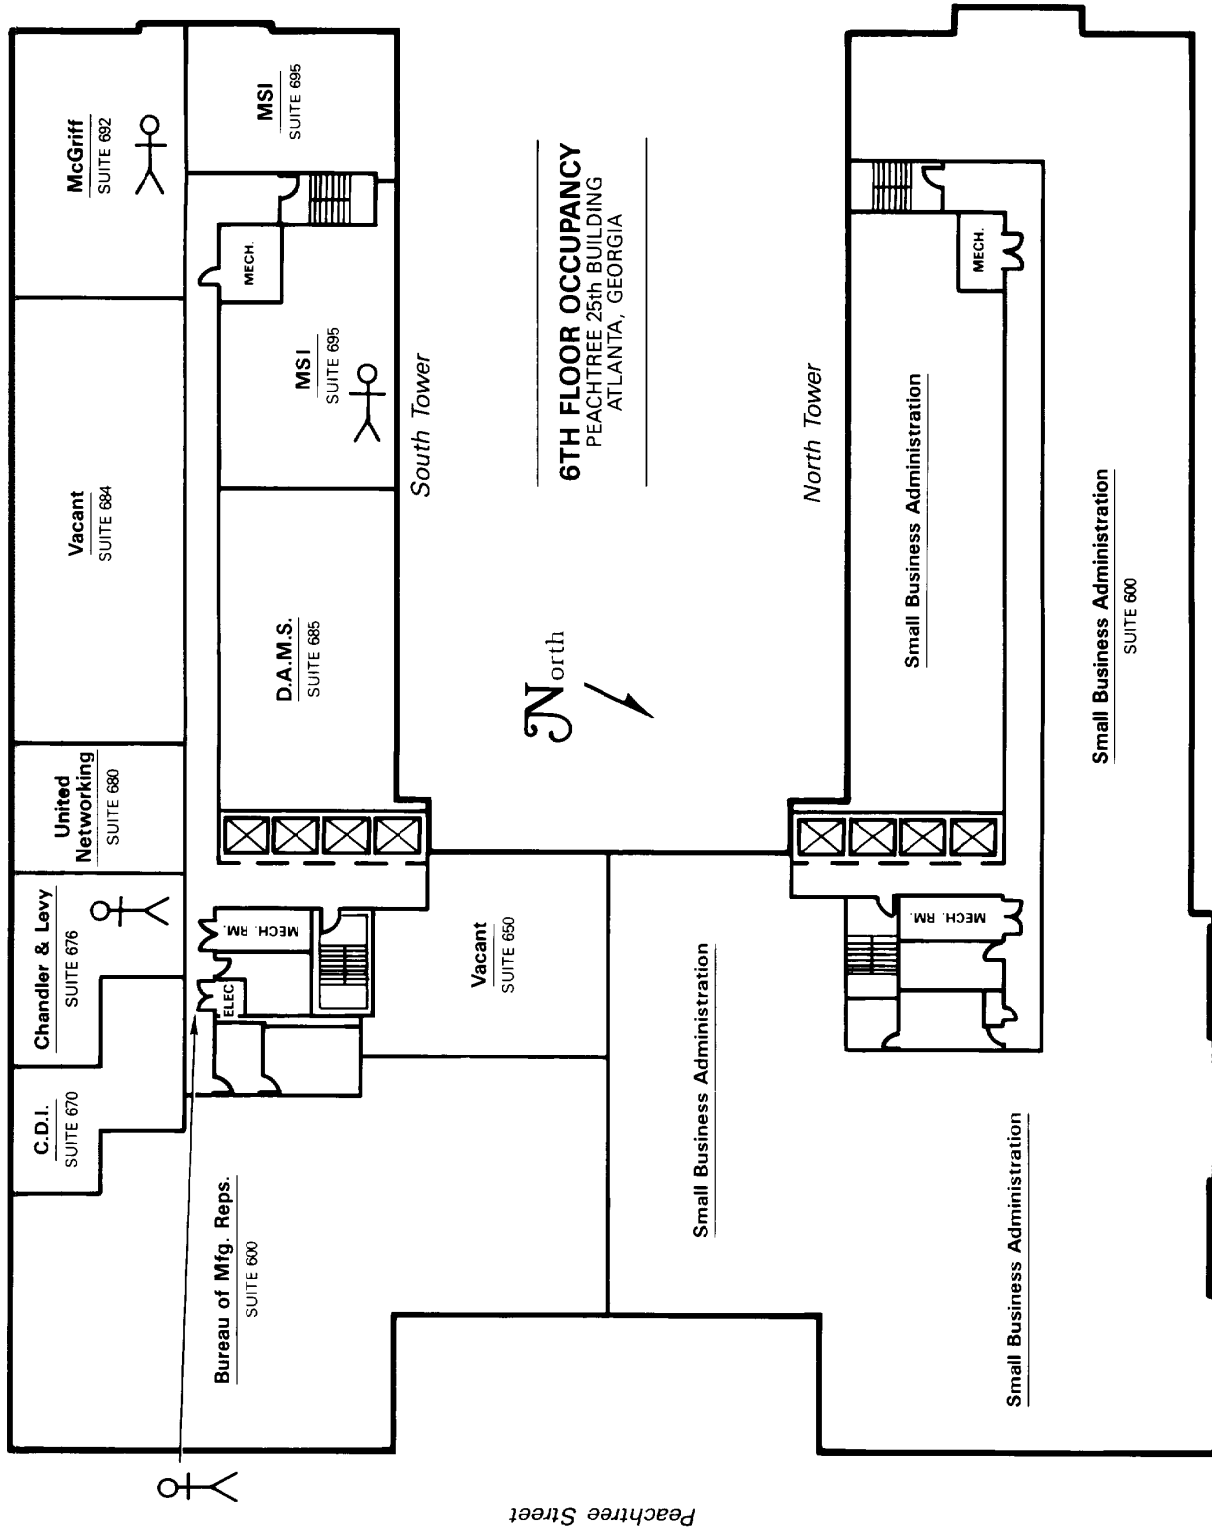 6TH FLOOR OCCUPANCY
PEACHTREE 25th BUILDING
ATLANTA, GEORGIA
North
South Tower
North Tower
Peachtree Street
C.D.I.
SUITE 670
Chandler & Levy
SUITE 676
United
Networking
SUITE 680
Vacant
SUITE 684
McGriff
SUITE 692
MSI
SUITE 695
MECH.
MSI
SUITE 695
D.A.M.S.
SUITE 685
MECH. RM.
ELEC
Bureau of Mfg. Reps.
SUITE 600
Vacant
SUITE 650
Small Business Administration
Small Business Administration
MECH.
MECH. RM.
Small Business Administration
Small Business Administration
SUITE 600